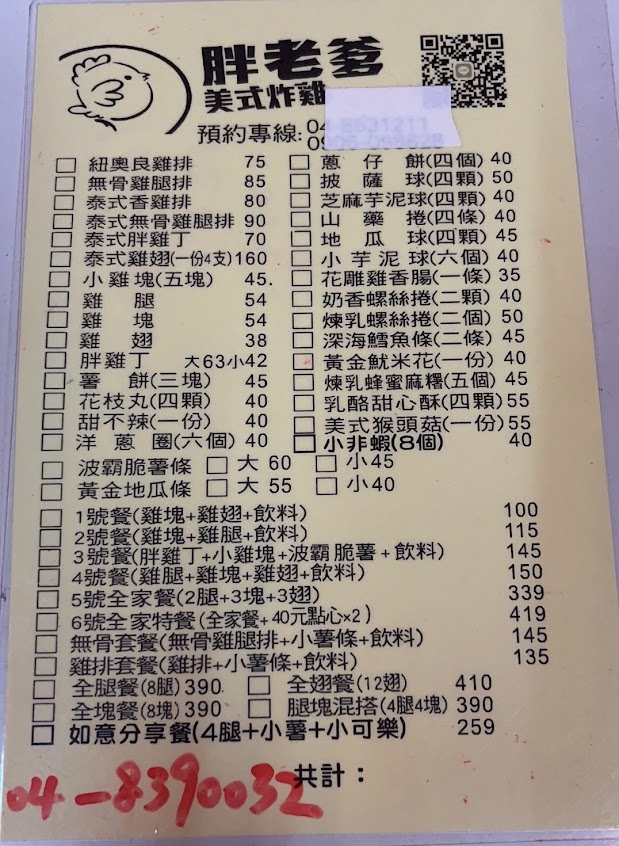 胖老爹
美式炸雞
預約專線:04
□ 紐奧良雞排 75 □ 蔥仔餅(四個) 40
□ 無骨雞腿排 85 □ 披薩球(四顆) 50
□ 泰式香雞排 80 □ 芝麻芋泥球(四顆) 40
□ 泰式無骨雞腿排 90 □ 山藥捲(四條) 40
□ 泰式胖雞丁 70 □ 地瓜球(四顆) 45
□ 泰式雞翅(一份4支)160 □ 小芋泥球(六個) 40
□ 小雞塊(五塊) 45. □ 花雕雞香腸(一條) 35
□ 雞腿 54 □ 奶香螺絲捲(二顆) 40
□ 雞塊 54 □ 煉乳螺絲捲(二個) 50
□ 雞翅 38 □ 深海鱈魚條(二條) 45
□ 胖雞丁 大63小42 □ 黃金魷米花(一份) 40
□ 薯餅(三塊) 45 □ 煉乳蜂蜜麻糬(五個) 45
□ 花枝丸(四顆) 40 □ 乳酪甜心酥(四顆) 55
□ 甜不辣(一份) 40 □ 美式猴頭菇(一份) 55
□ 洋蔥圈(六個) 40 □ 小非蝦(8個) 40
□ 波霸脆薯條 □ 大 60 □ 小45
□ 黃金地瓜條 □ 大 55 □ 小40
□ 1號餐(雞塊+雞翅+飲料) 100
□ 2號餐(雞塊+雞腿+飲料) 115
□ 3號餐(胖雞丁+小雞塊+波霸脆薯+飲料) 145
□ 4號餐(雞腿+雞塊+雞翅+飲料) 150
□ 5號全家餐(2腿+3塊+3翅) 339
□ 6號全家特餐(全家餐+40元點心×2) 419
□ 無骨套餐(無骨雞腿排+小薯條+飲料) 145
□ 雞排套餐(雞排+小薯條+飲料) 135
□ 全腿餐(8腿)390 □ 全翅餐(12翅) 410
□ 全塊餐(8塊)390 □ 腿塊混搭(4腿4塊) 390
□ 如意分享餐(4腿+小薯+小可樂) 259
共計：
04-8390032